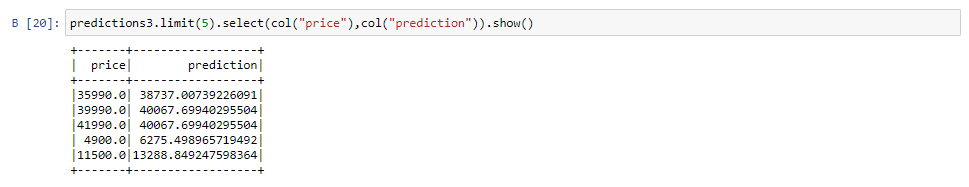 В [20]: predictions3.limit(5).select(col("price"),col("prediction")).show()
+-------+------------------+
|  price|        prediction|
+-------+------------------+
|35990.0| 38737.00739226091|
|39990.0| 40067.69940295504|
|41990.0| 40067.69940295504|
| 4900.0| 6275.498965719492|
|11500.0|13288.849247598364|
+-------+------------------+